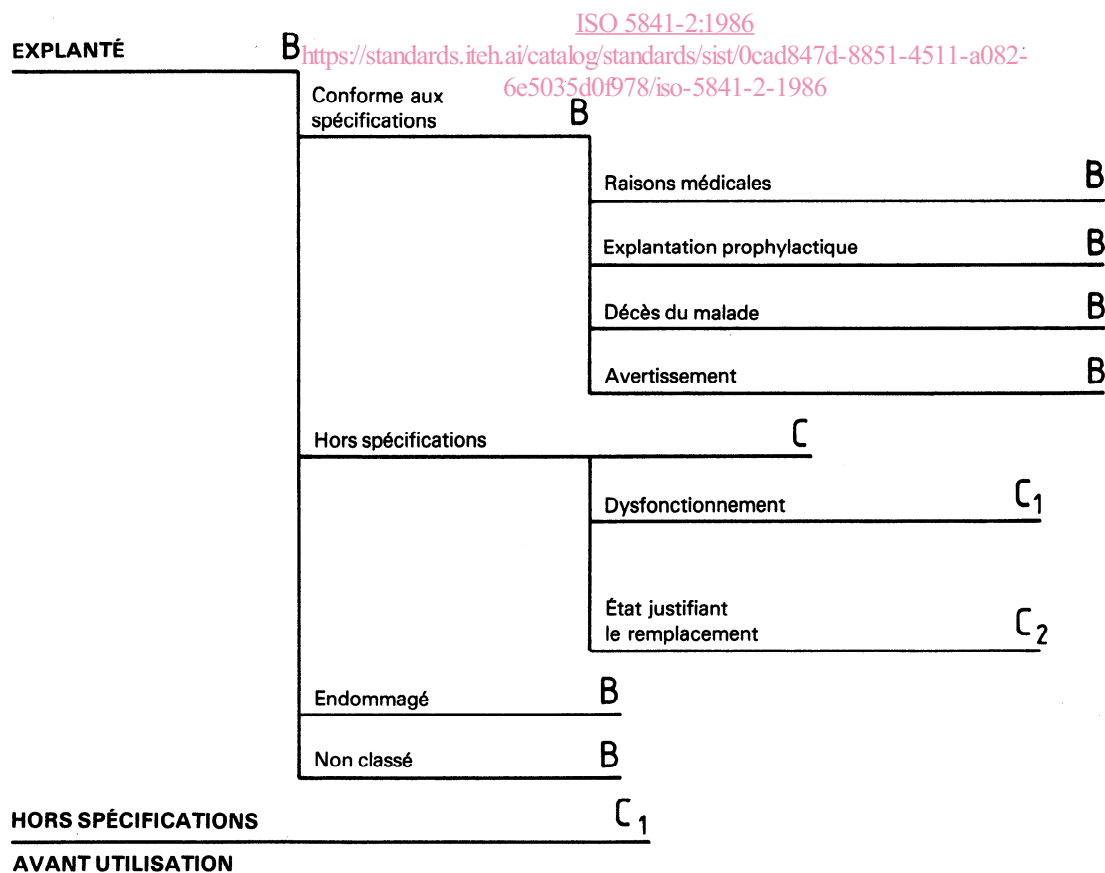 ISO 5841-2:1986
EXPLANTÉ B
https://standards.iteh.ai/catalog/standards/sist/0cad847d-8851-4511-a082-
6e5035d0f978/iso-5841-2-1986
Conforme aux
spécifications B
Raisons médicales B
Explantation prophylactique B
Décès du malade B
Avertissement B
Hors spécifications C
Dysfonctionnement C1
État justifiant
le remplacement C2
Endommagé B
Non classé B
HORS SPÉCIFICATIONS C1
AVANT UTILISATION